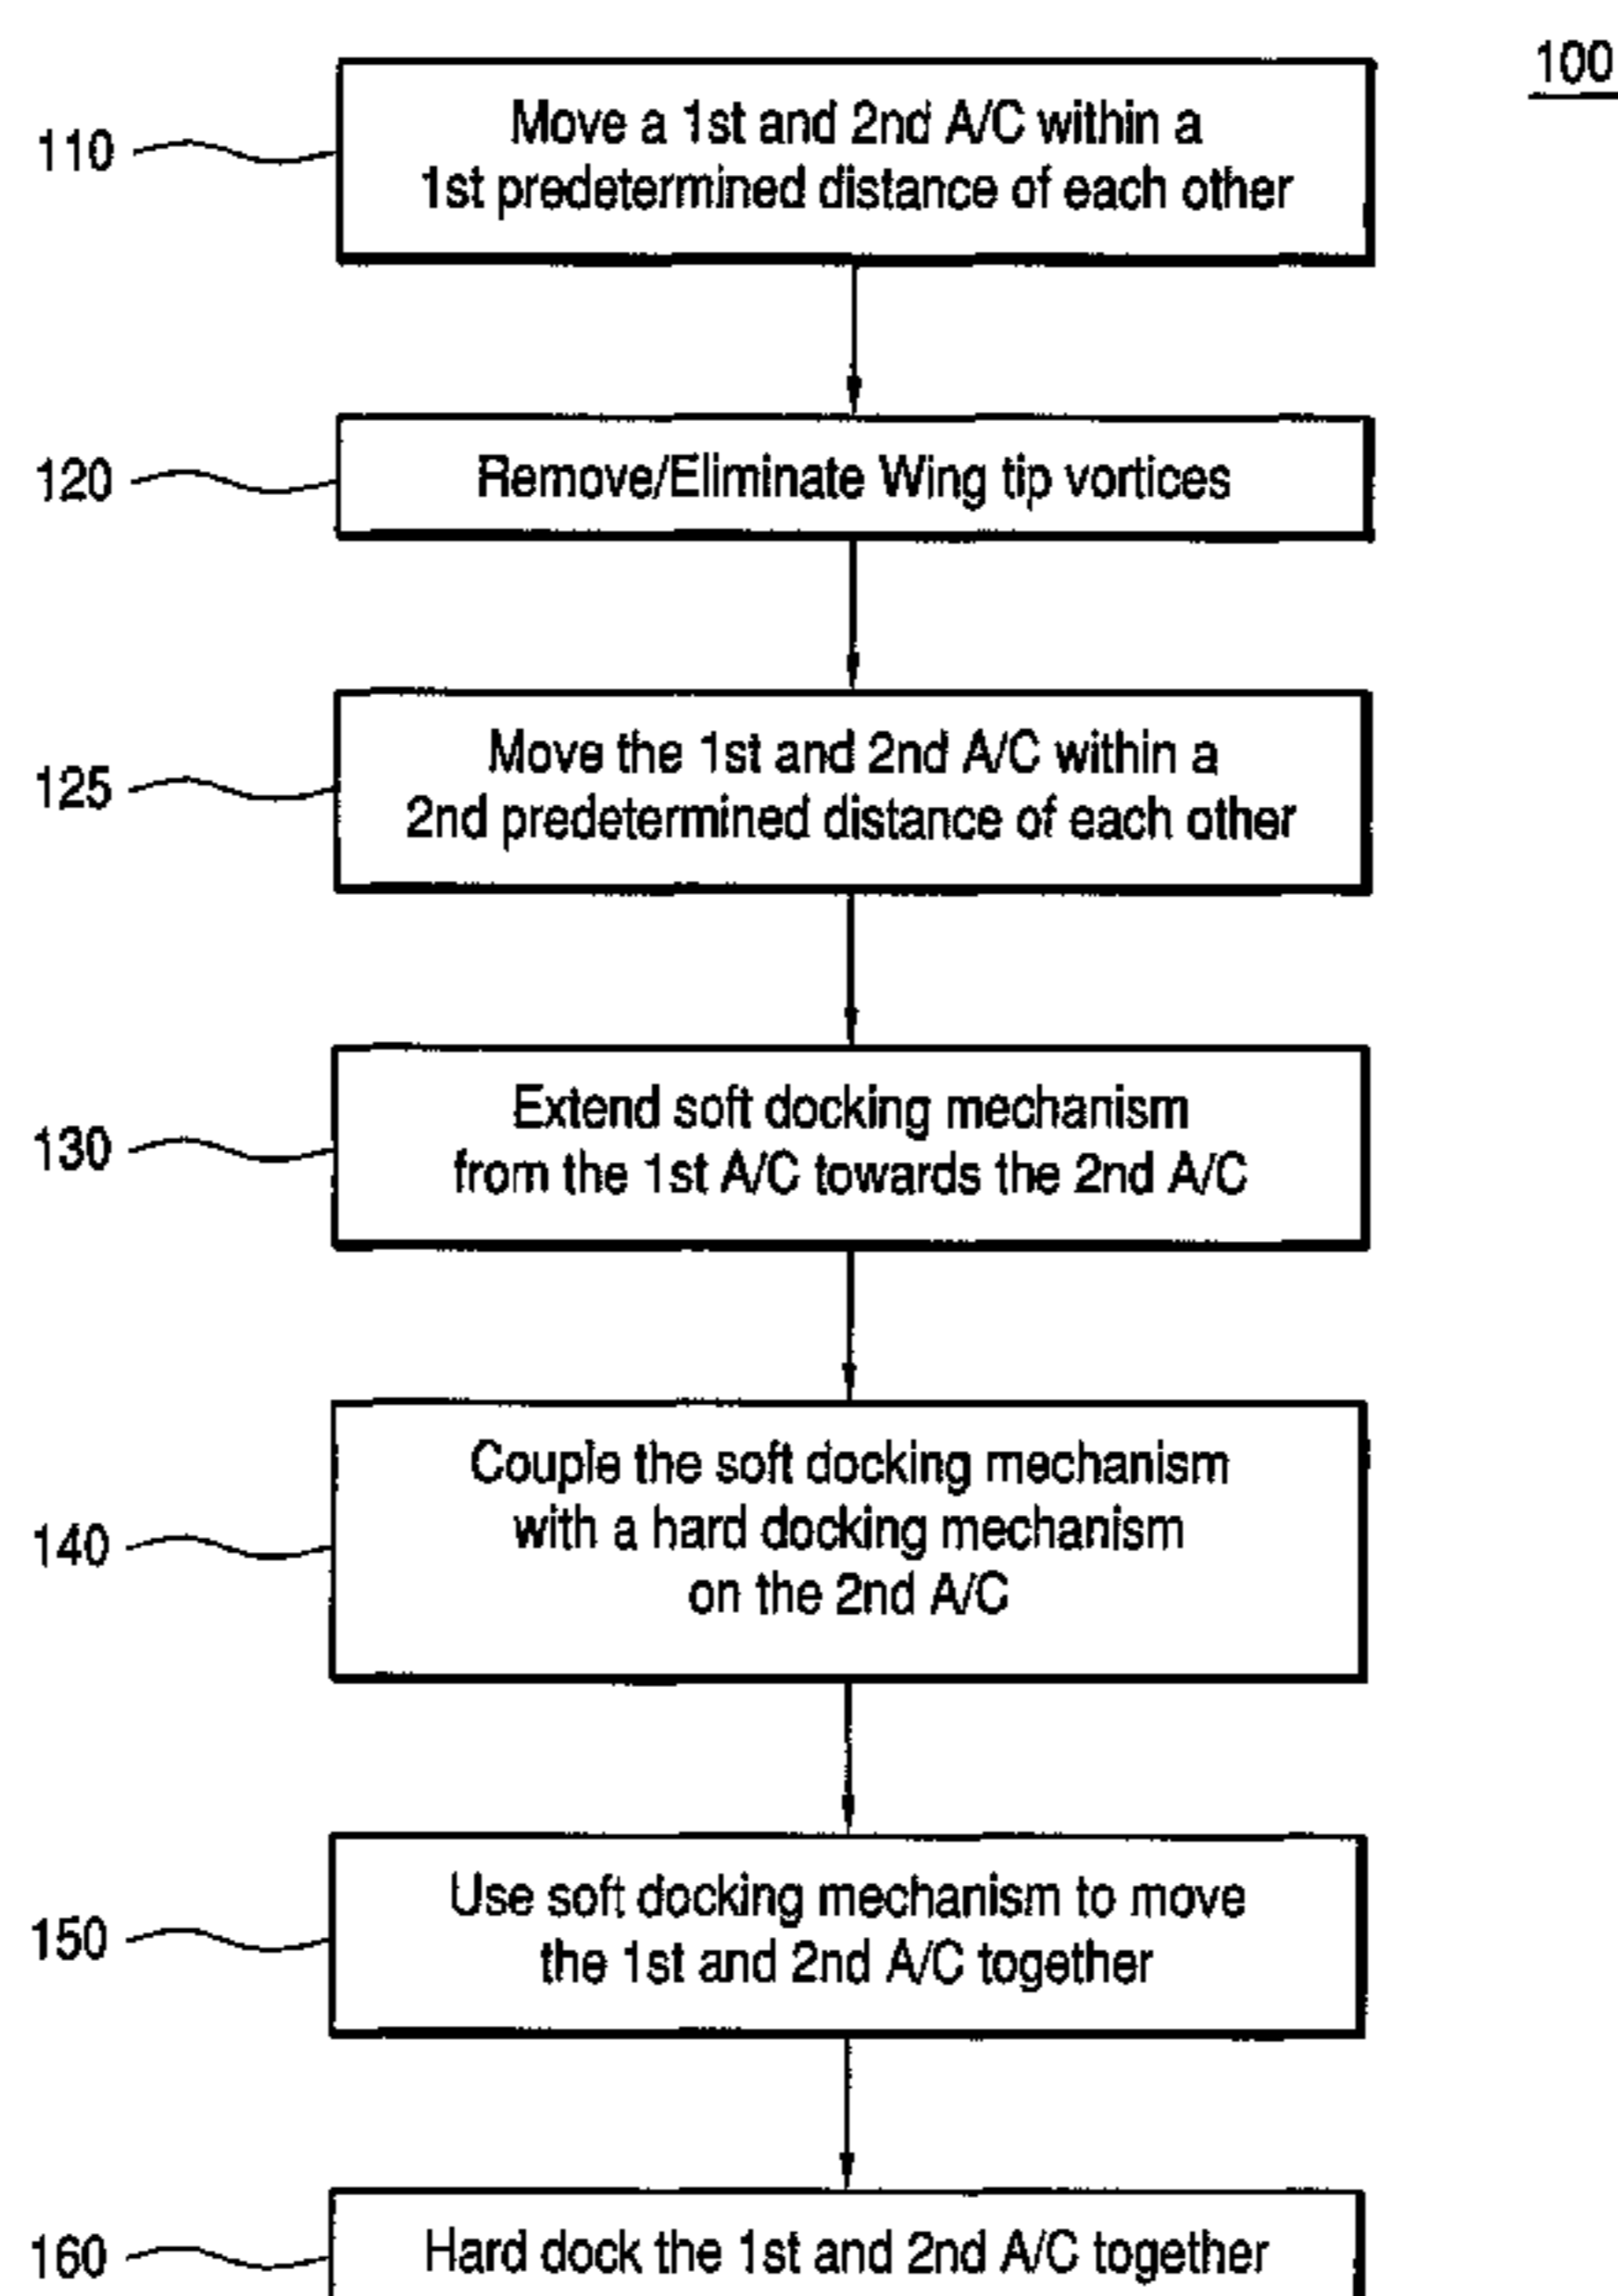 100
110
Move a 1st and 2nd A/C within a
1st predetermined distance of each other
120
Remove/Eliminate Wing tip vortices
125
Move the 1st and 2nd A/C within a
2nd predetermined distance of each other
130
Extend soft docking mechanism
from the 1st A/C towards the 2nd A/C
140
Couple the soft docking mechanism
with a hard docking mechanism
on the 2nd A/C
150
Use soft docking mechanism to move
the 1st and 2nd A/C together
160
Hard dock the 1st and 2nd A/C together